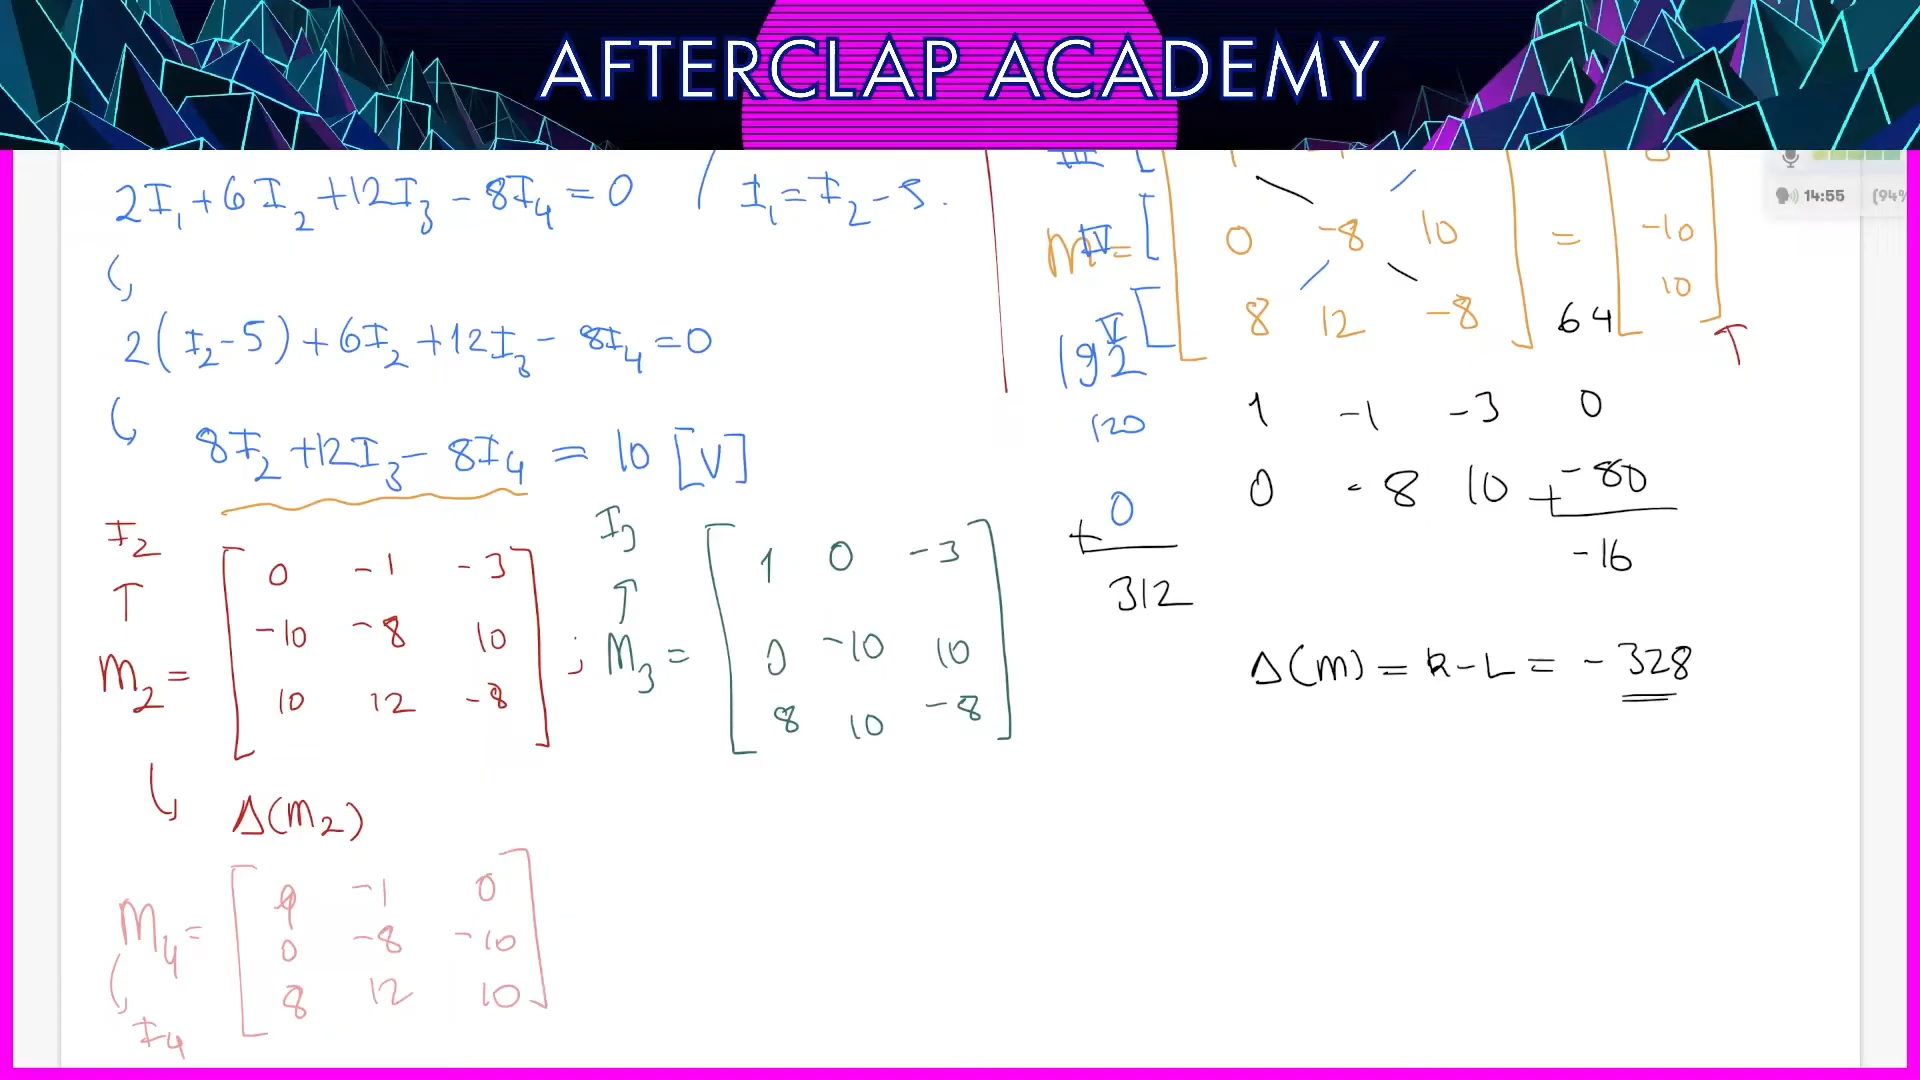 AFTERCLAP ACADEMY
14:55 (94%
2I₁ + 6I₂ + 12I₃ - 8I₄ = 0 / I₁ = I₂ - 5.
2(I₂-5) + 6I₂ + 12I₃ - 8I₄ = 0
8I₂ + 12I₃ - 8I₄ = 10 [V]
I₂
↑
M₂ =
0 -1 -3
-10 -8 10
10 12 -8
;
I₃
↑
M₃ =
1 0 -3
0 -10 10
8 10 -8
Δ(M₂)
M₄ =
1 -1 0
0 -8 -10
8 12 10
I₄
III
IV
V
M =
0 -8 10
8 12 -8
=
-10
10
64
192
120
0
+
312
1 -1 -3 0
0 -8 10 + -80
-16
Δ(M) = R - L = -328